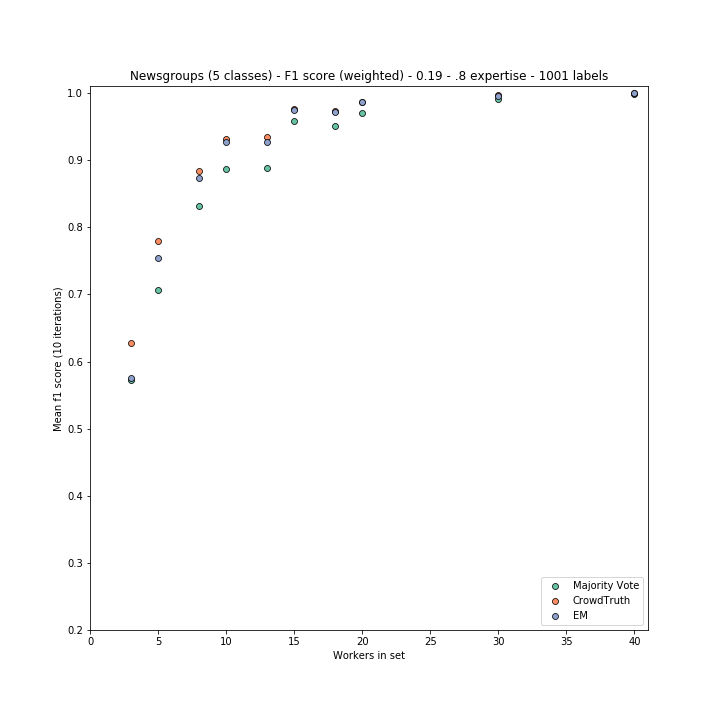 Newsgroups (5 classes) - F1 score (weighted) - 0.19 - .8 expertise - 1001 labels
Mean f1 score (10 iterations)
1.0
0.9
0.8
0.7
0.6
0.5
0.4
0.3
0.2
Majority Vote
CrowdTruth
EM
0 5 10 15 20 25 30 35 40
Workers in set